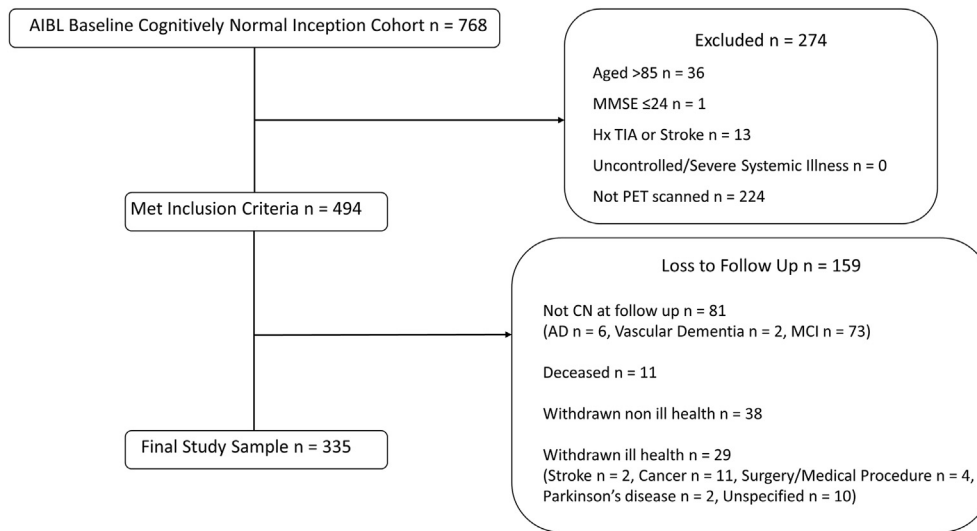 AIBL Baseline Cognitively Normal Inception Cohort n = 768
Excluded n = 274
Aged >85 n = 36
MMSE ≤24 n = 1
Hx TIA or Stroke n = 13
Uncontrolled/Severe Systemic Illness n = 0
Not PET scanned n = 224
Met Inclusion Criteria n = 494
Loss to Follow Up n = 159
Not CN at follow up n = 81
(AD n = 6, Vascular Dementia n = 2, MCI n = 73)
Deceased n = 11
Withdrawn non ill health n = 38
Withdrawn ill health n = 29
(Stroke n = 2, Cancer n = 11, Surgery/Medical Procedure n = 4,
Parkinson's disease n = 2, Unspecified n = 10)
Final Study Sample n = 335